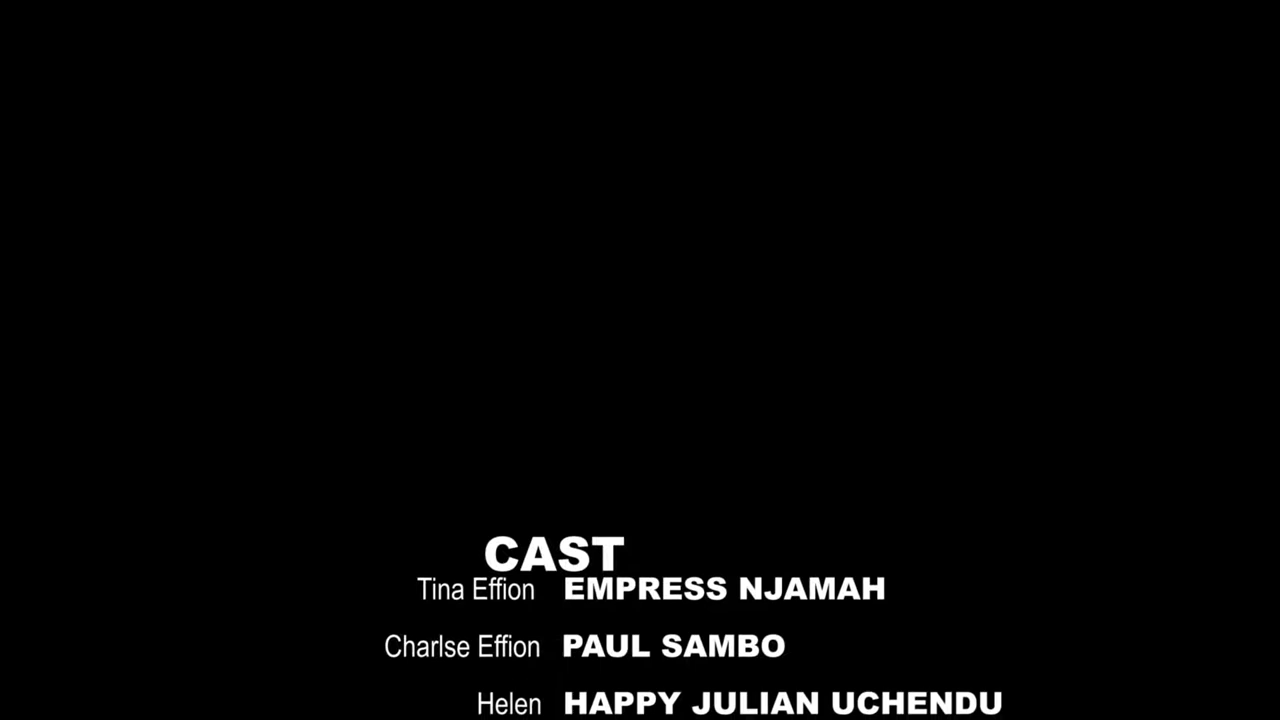 CAST
Tina Effion EMPRESS NJAMAH
Charlse Effion PAUL SAMBO
Helen HAPPY JULIAN UCHENDU